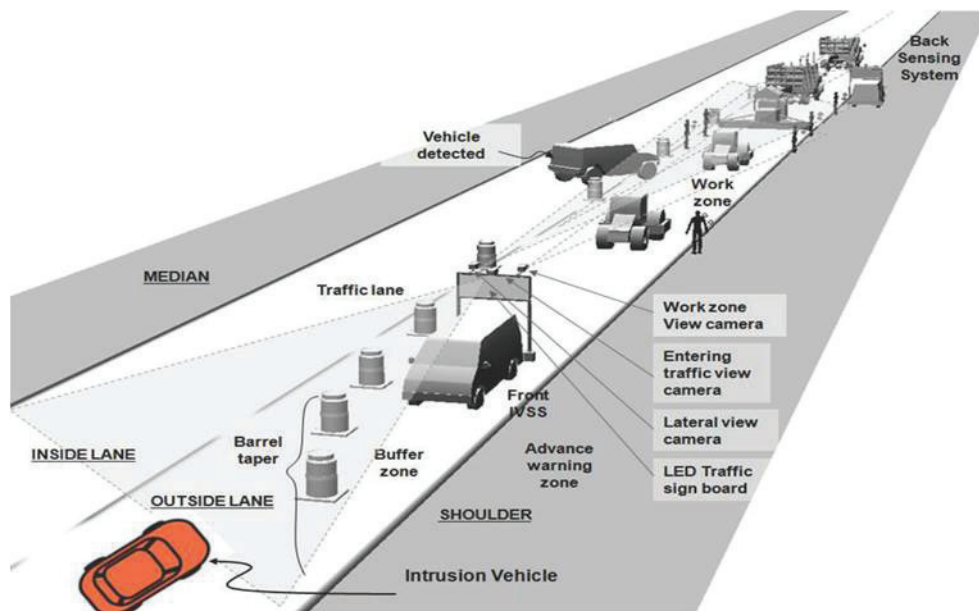 Back
Sensing
System
Vehicle
detected
Work
zone
MEDIAN
Traffic lane
Work zone
View camera
Entering
traffic view
camera
Front
IVSS
Lateral view
camera
Barrel
taper
INSIDE LANE
Buffer
zone
Advance
warning
zone
LED Traffic
sign board
OUTSIDE LANE
SHOULDER
Intrusion Vehicle